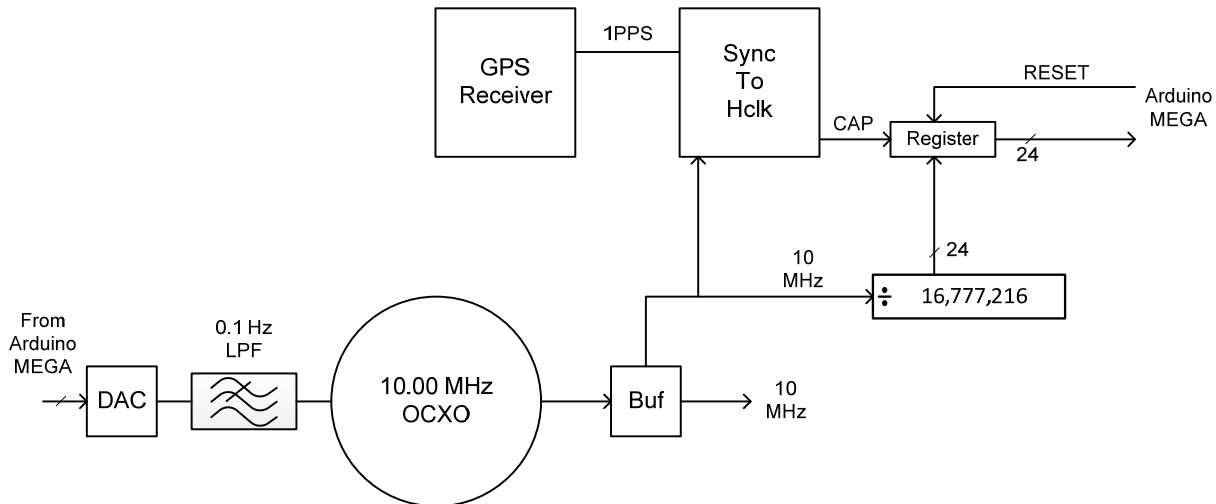 1PPS
GPS
Receiver
Sync
To
Hclk
RESET
Arduino
MEGA
CAP
Register
24
24
10
MHz
÷ 16,777,216
From
Arduino
MEGA
0.1 Hz
LPF
DAC
10.00 MHz
OCXO
Buf
10
MHz